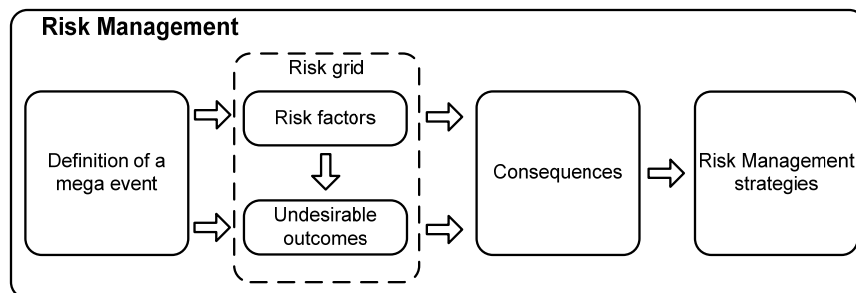 Risk Management
Risk grid
Definition of a
mega event
Risk factors
Undesirable
outcomes
Consequences
Risk Management
strategies